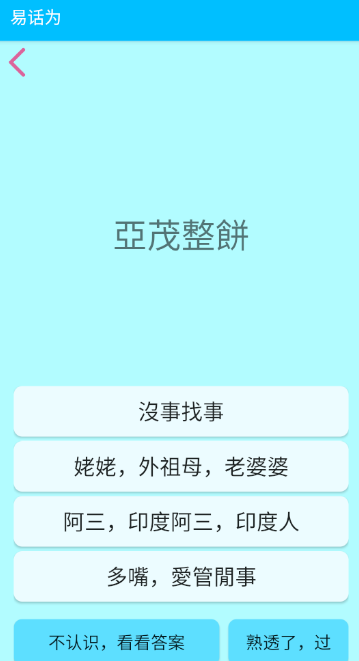 易话为
亞茂整餅
沒事找事
姥姥，外祖母，老婆婆
阿三，印度阿三，印度人
多嘴，愛管閒事
不认识，看看答案
熟透了，过